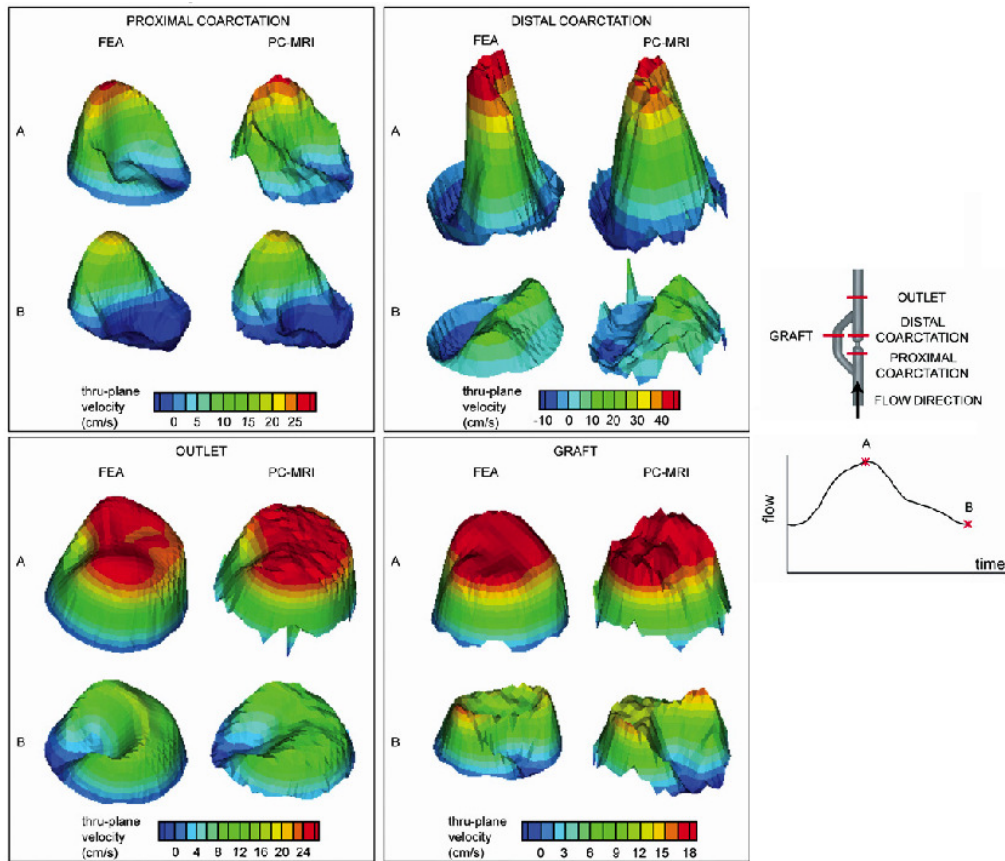 PROXIMAL COARCTATION
FEA PC-MRI
A
B
thru-plane
velocity
(cm/s)
0 5 10 15 20 25
DISTAL COARCTATION
FEA PC-MRI
A
B
thru-plane
velocity
(cm/s)
-10 0 10 20 30 40
OUTLET
FEA PC-MRI
A
B
thru-plane
velocity
(cm/s)
0 4 8 12 16 20 24
GRAFT
FEA PC-MRI
A
B
thru-plane
velocity
(cm/s)
0 3 6 9 12 15 18
OUTLET
DISTAL
GRAFT COARCTATION
PROXIMAL
COARCTATION
FLOW DIRECTION
A
flow
B
time